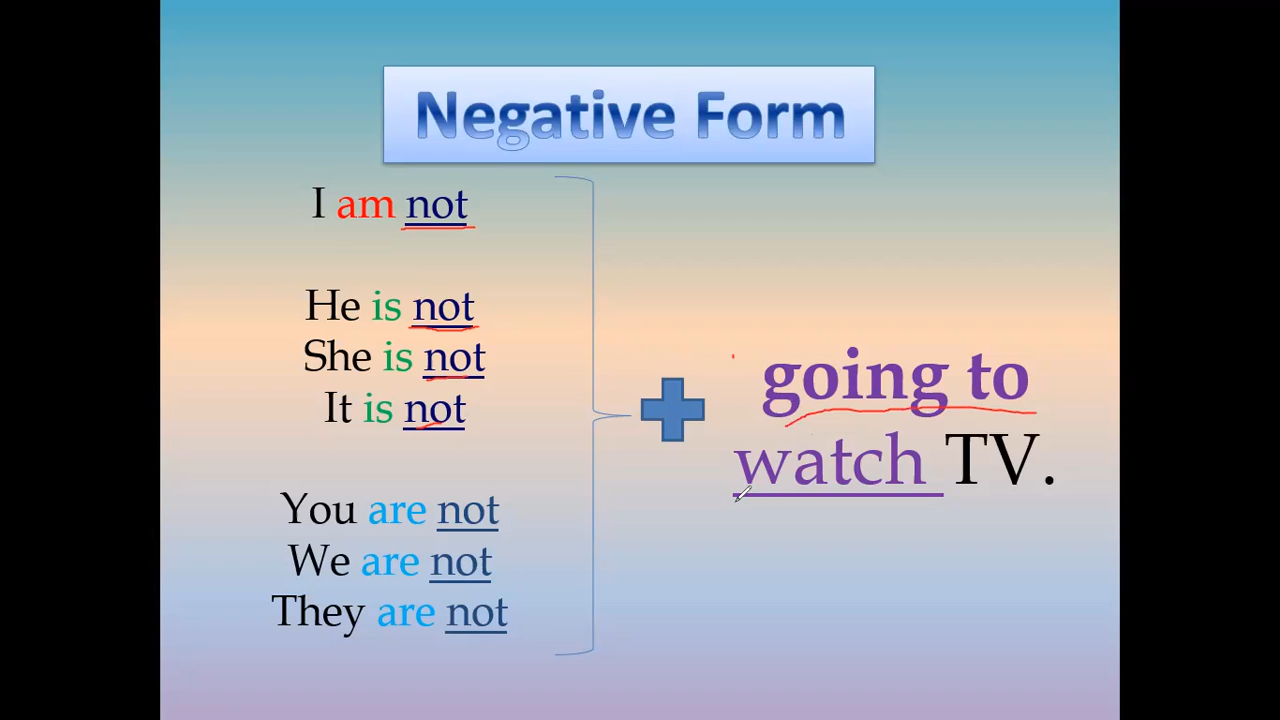 Negative Form
I am not
He is not
She is not
It is not
You are not
We are not
They are not
going to
watch TV.